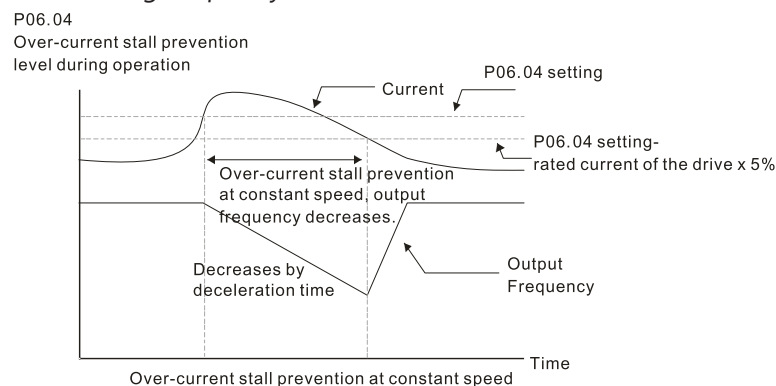 P06.04
Over-current stall prevention
level during operation
P06.04 setting
Current
P06.04 setting-
rated current of the drive x 5%
Over-current stall prevention
at constant speed, output
frequency decreases.
Decreases by
deceleration time
Output
Frequency
Time
Over-current stall prevention at constant speed